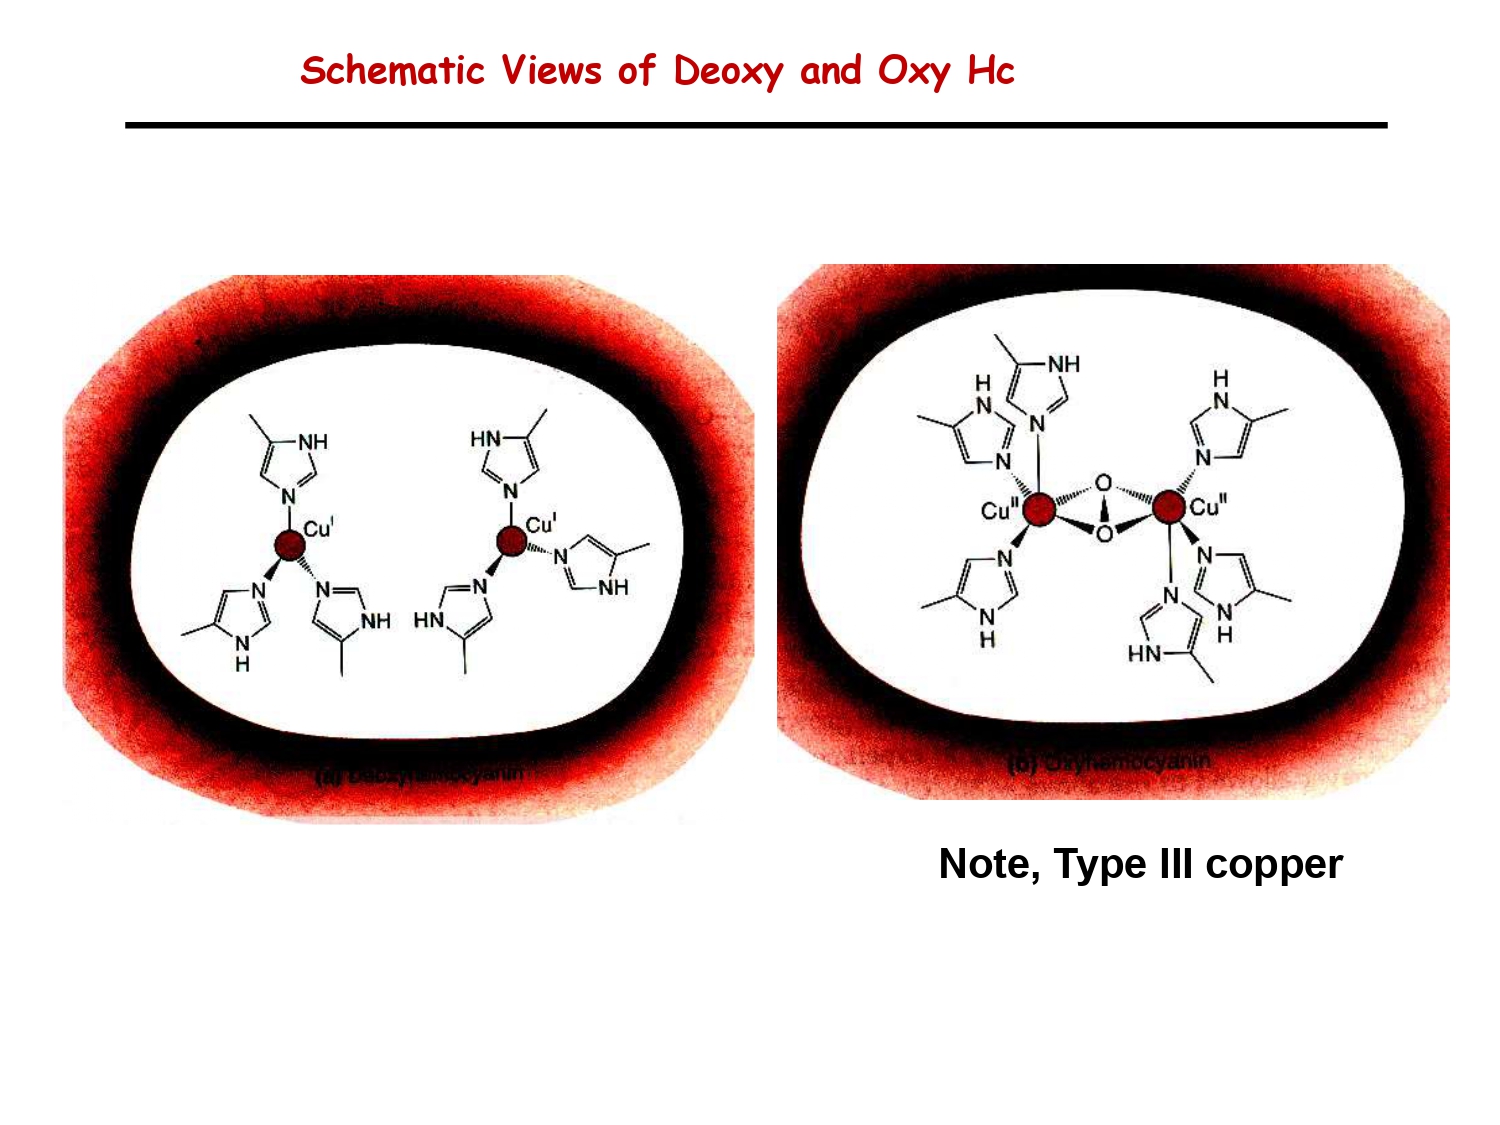 Schematic Views of Deoxy and Oxy Hc
NH
N
Cu^I
N
N
NH
N
H
HN
N
Cu^I
N
N
NH
HN
(a) Deoxyhemocyanin
NH
H
N
N
N
Cu^II
O
O
N
N
H
H
N
N
Cu^II
N
N
N
H
HN
(b) Oxyhemocyanin
Note, Type III copper